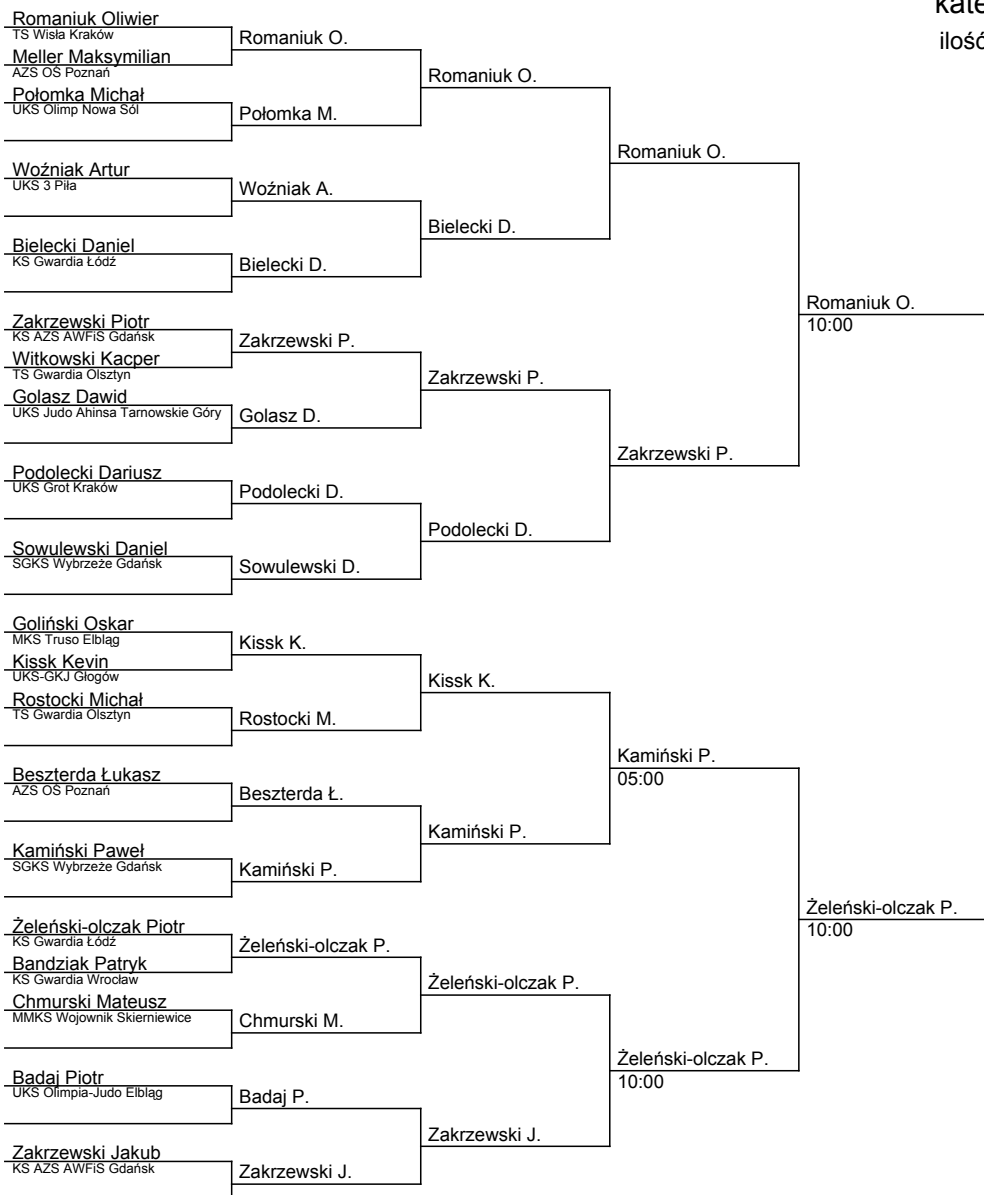 kate
ilość
Romaniuk Oliwier
TS Wisła Kraków
Romaniuk O.
Meller Maksymilian
AZS OŚ Poznań
Romaniuk O.
Połomka Michał
UKS Olimp Nowa Sól
Połomka M.
Romaniuk O.
Woźniak Artur
UKS 3 Piła
Woźniak A.
Bielecki D.
Bielecki Daniel
KS Gwardia Łódź
Bielecki D.
Romaniuk O.
10:00
Zakrzewski Piotr
KS AZS AWFiS Gdańsk
Zakrzewski P.
Witkowski Kacper
TS Gwardia Olsztyn
Zakrzewski P.
Golasz Dawid
UKS Judo Ahinsa Tarnowskie Góry
Golasz D.
Zakrzewski P.
Podolecki Dariusz
UKS Grot Kraków
Podolecki D.
Podolecki D.
Sowulewski Daniel
SGKS Wybrzeże Gdańsk
Sowulewski D.
Goliński Oskar
MKS Truso Elbląg
Kissk K.
Kissk Kevin
UKS-GKJ Głogów
Kissk K.
Rostocki Michał
TS Gwardia Olsztyn
Rostocki M.
Kamiński P.
05:00
Beszterda Łukasz
AZS OŚ Poznań
Beszterda Ł.
Kamiński P.
Kamiński Paweł
SGKS Wybrzeże Gdańsk
Kamiński P.
Żeleński-olczak P.
10:00
Żeleński-olczak Piotr
KS Gwardia Łódź
Żeleński-olczak P.
Bandziak Patryk
KS Gwardia Wrocław
Żeleński-olczak P.
Chmurski Mateusz
MMKS Wojownik Skierniewice
Chmurski M.
Żeleński-olczak P.
10:00
Badaj Piotr
UKS Olimpia-Judo Elbląg
Badaj P.
Zakrzewski J.
Zakrzewski Jakub
KS AZS AWFiS Gdańsk
Zakrzewski J.